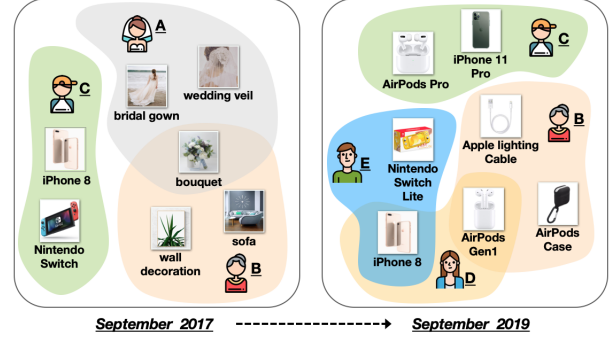 A
C
bridal gown
wedding veil
iPhone 8
bouquet
Nintendo
Switch
wall
decoration
sofa
B
September 2017
AirPods Pro
iPhone 11
Pro
C
B
Apple lighting
Cable
E
Nintendo
Switch
Lite
iPhone 8
AirPods
Gen1
AirPods
Case
D
September 2019